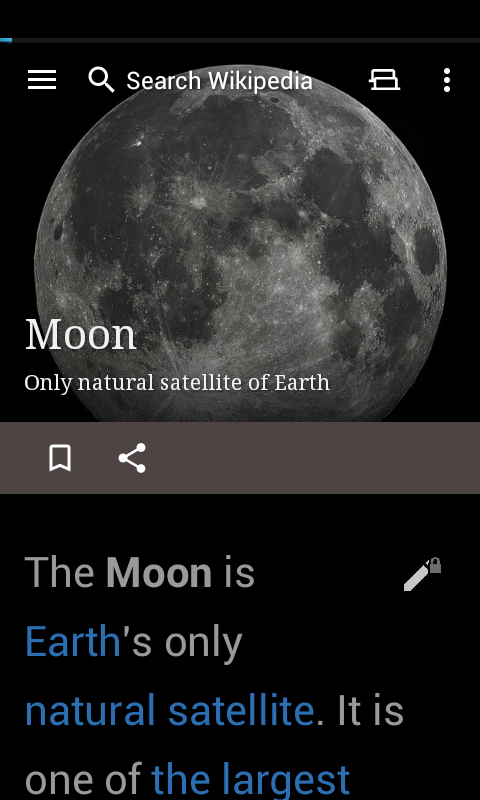 Search Wikipedia
Moon
Only natural satellite of Earth
The Moon is
Earth's only
natural satellite. It is
one of the largest